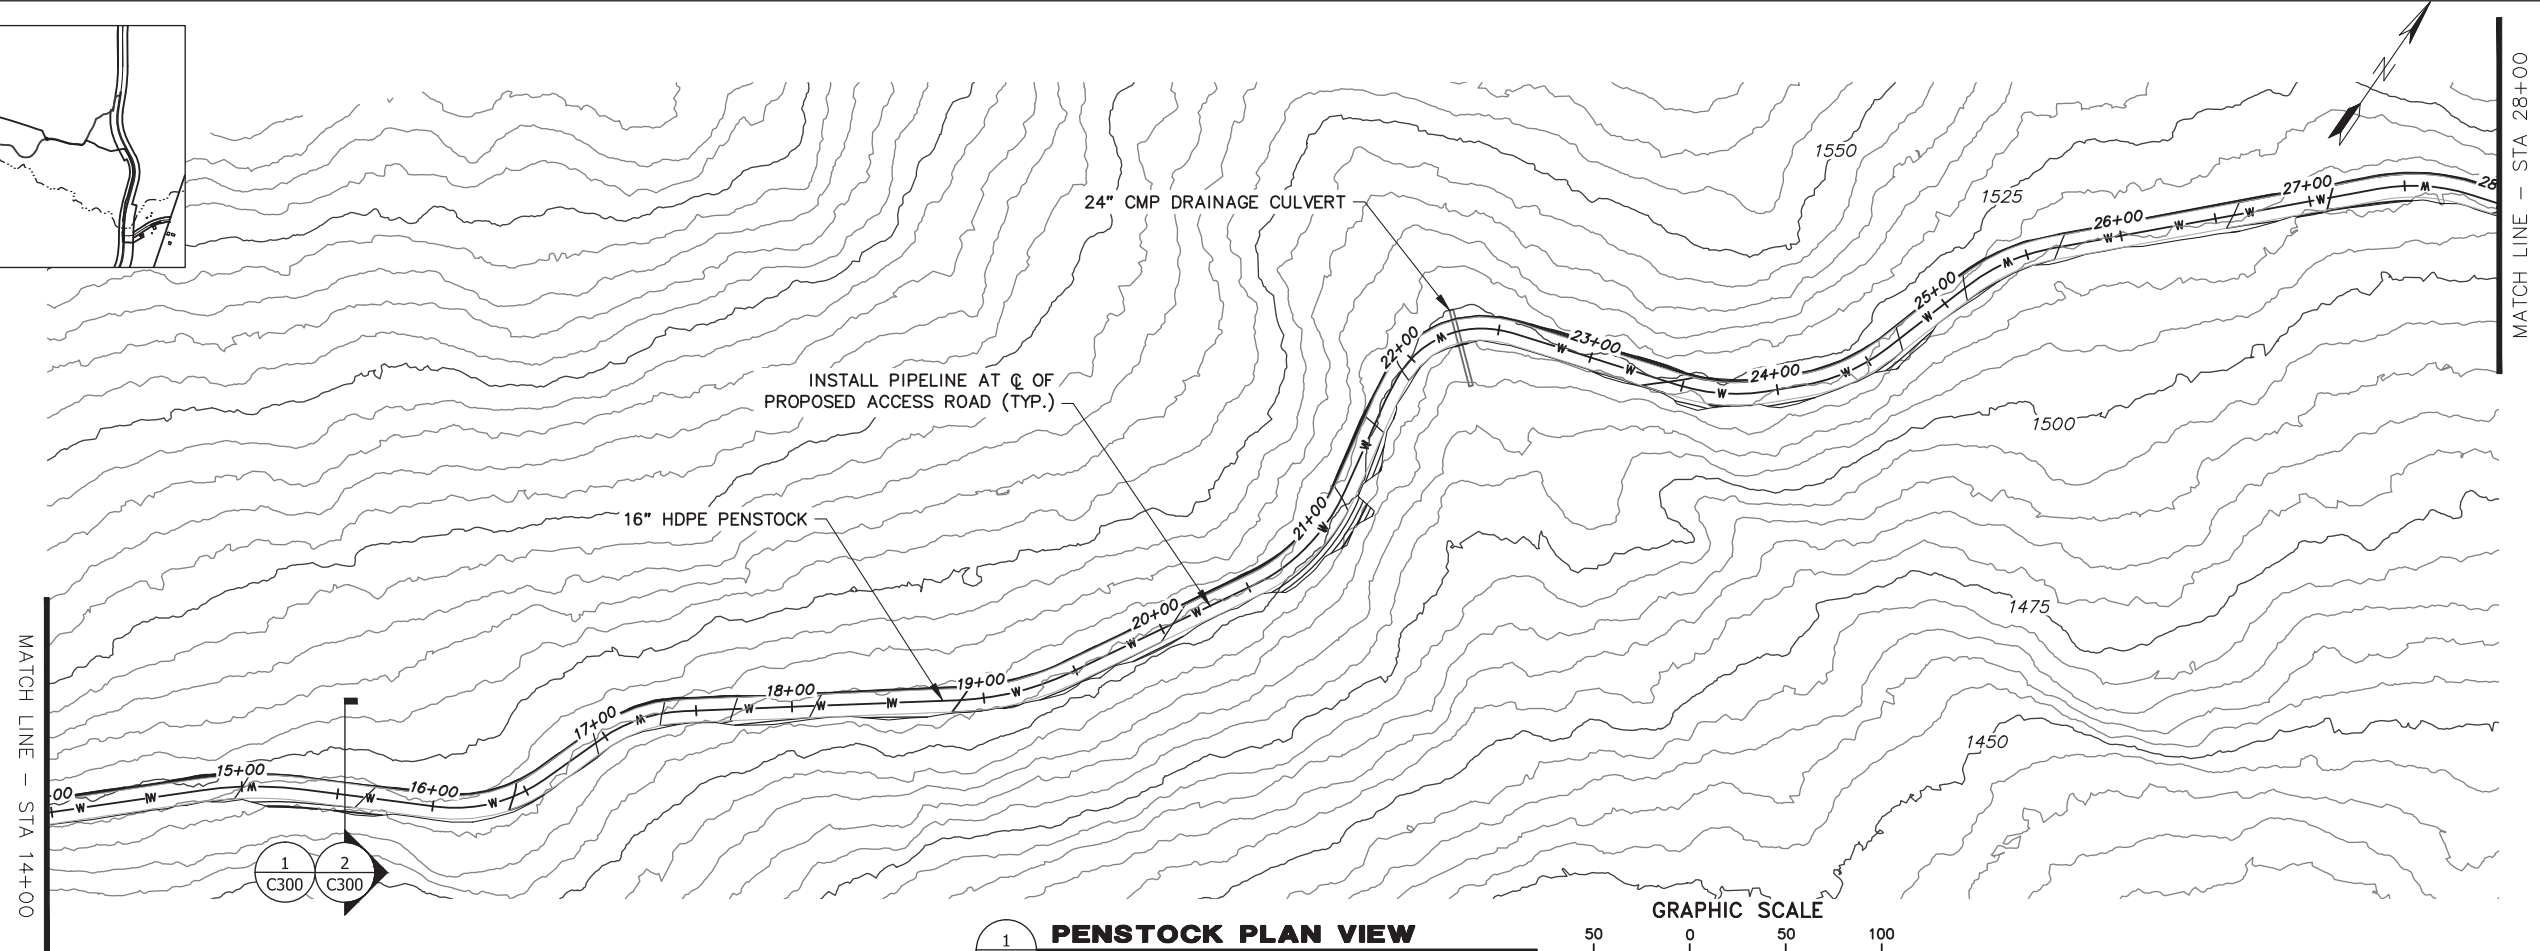 MATCH LINE – STA 28+00
N
1550
24" CMP DRAINAGE CULVERT
1525
27+00
28
26+00
25+00
23+00
22+00
24+00
INSTALL PIPELINE AT ℄ OF
PROPOSED ACCESS ROAD (TYP.)
1500
16" HDPE PENSTOCK
21+00
20+00
1475
19+00
18+00
17+00
1450
15+00
16+00
+00
W W W W W W W W W W W W W W W W W W W W W W W W W W W W W
MATCH LINE – STA 14+00
1
C300
2
C300
GRAPHIC SCALE
1
PENSTOCK PLAN VIEW
50 0 50 100